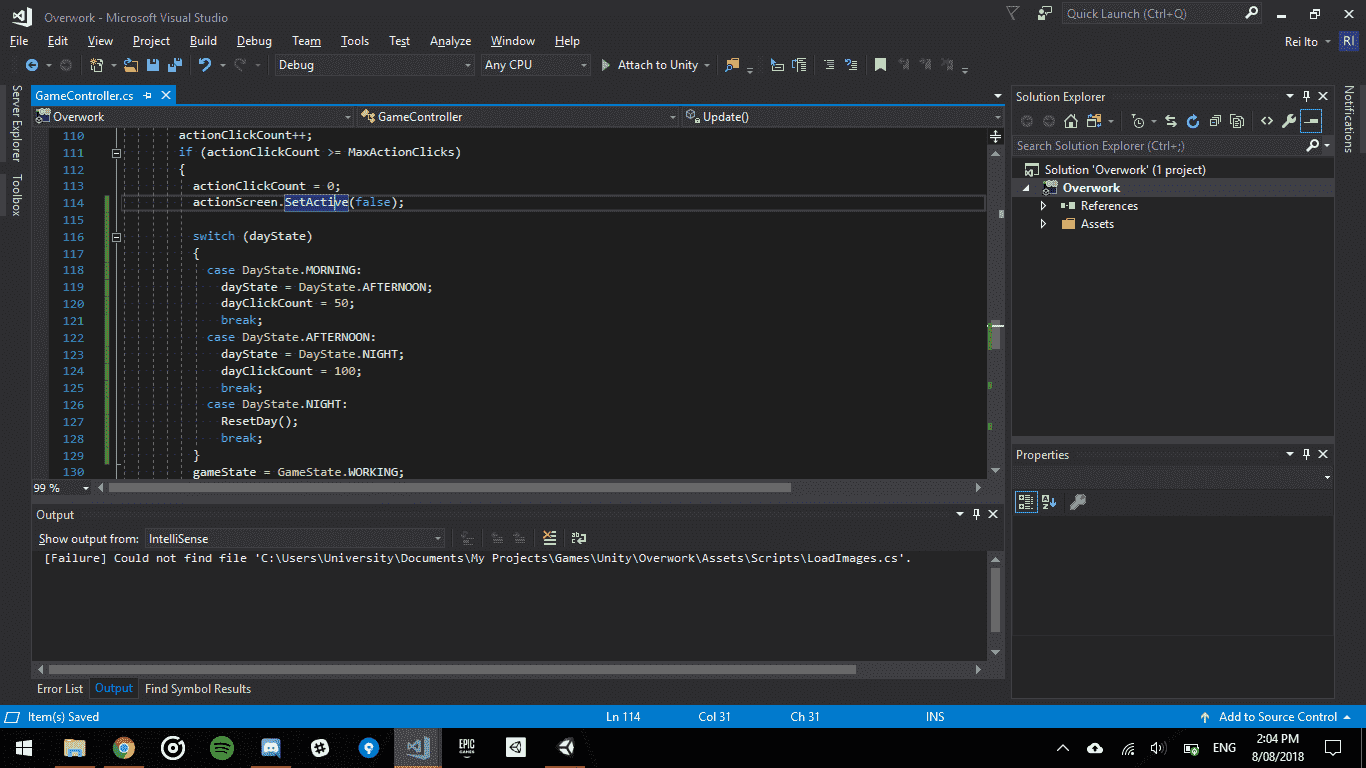 Overwork - Microsoft Visual Studio
Quick Launch (Ctrl+Q)
File Edit View Project Build Debug Team Tools Test Analyze Window Help
Rei Ito RI
Debug Any CPU Attach to Unity
Server Explorer
Toolbox
GameController.cs
Overwork GameController Update()
110 actionClickCount++;
111 if (actionClickCount >= MaxActionClicks)
112 {
113 actionClickCount = 0;
114 actionScreen.SetActive(false);
115
116 switch (dayState)
117 {
118 case DayState.MORNING:
119 dayState = DayState.AFTERNOON;
120 dayClickCount = 50;
121 break;
122 case DayState.AFTERNOON:
123 dayState = DayState.NIGHT;
124 dayClickCount = 100;
125 break;
126 case DayState.NIGHT:
127 ResetDay();
128 break;
129 }
130 gameState = GameState.WORKING;
99 %
Output
Show output from: IntelliSense
[Failure] Could not find file 'C:\Users\University\Documents\My Projects\Games\Unity\Overwork\Assets\Scripts\LoadImages.cs'.
Error List Output Find Symbol Results
Solution Explorer
Search Solution Explorer (Ctrl+;)
Solution 'Overwork' (1 project)
Overwork
References
Assets
Properties
Notifications
Item(s) Saved Ln 114 Col 31 Ch 31 INS Add to Source Control
EPIC GAMES
ENG
2:04 PM
8/08/2018